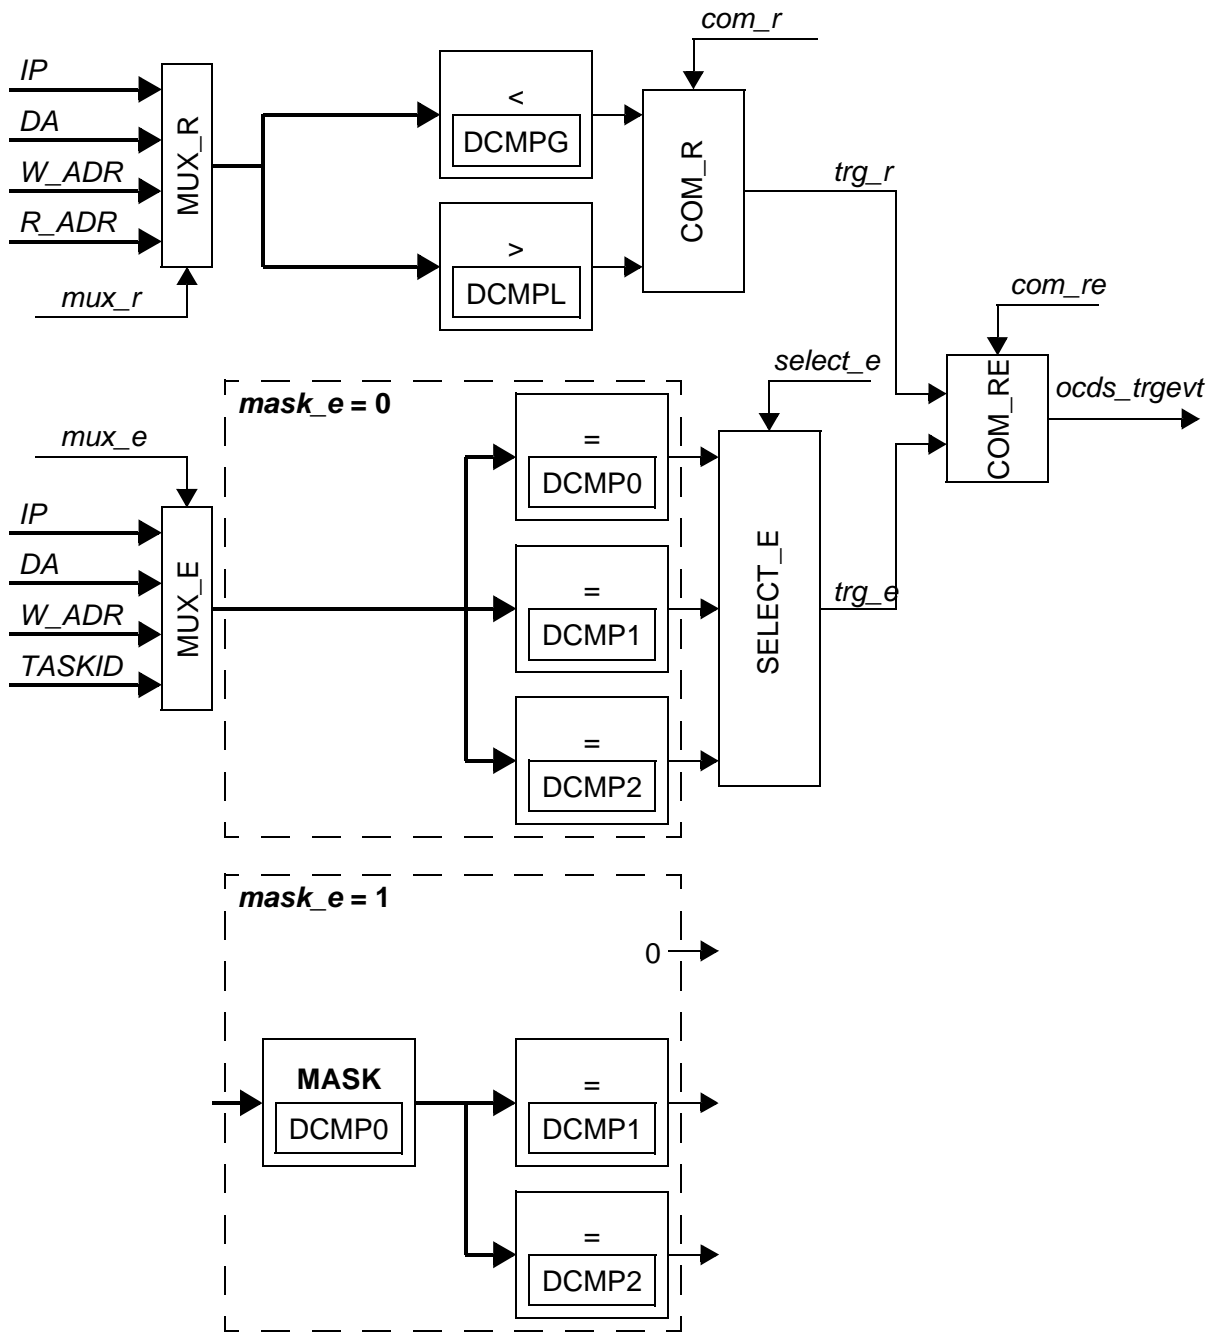 com_r
IP
DA
W_ADR
R_ADR
MUX_R
mux_r
<
DCMPG
>
DCMPL
COM_R
trg_r
com_re
COM_RE
ocds_trgevt
select_e
mask_e = 0
mux_e
IP
DA
W_ADR
TASKID
MUX_E
=
DCMP0
=
DCMP1
=
DCMP2
SELECT_E
trg_e
mask_e = 1
0
MASK
DCMP0
=
DCMP1
=
DCMP2